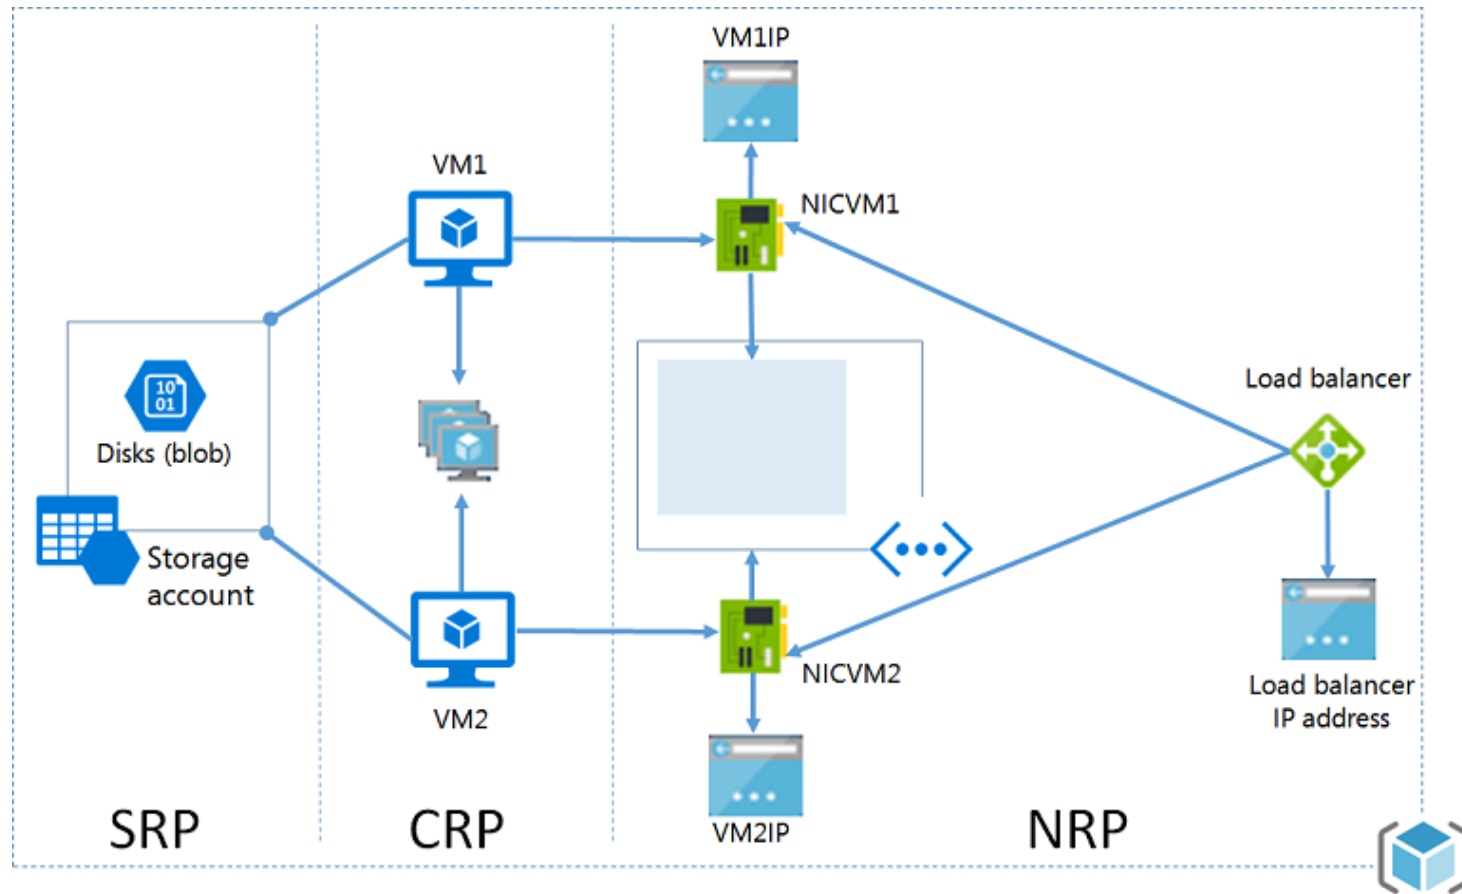 VM1IP
VM1
NICVM1
Load balancer
10
01
Disks (blob)
Storage
account
NICVM2
Load balancer
IP address
VM2
VM2IP
SRP
CRP
NRP